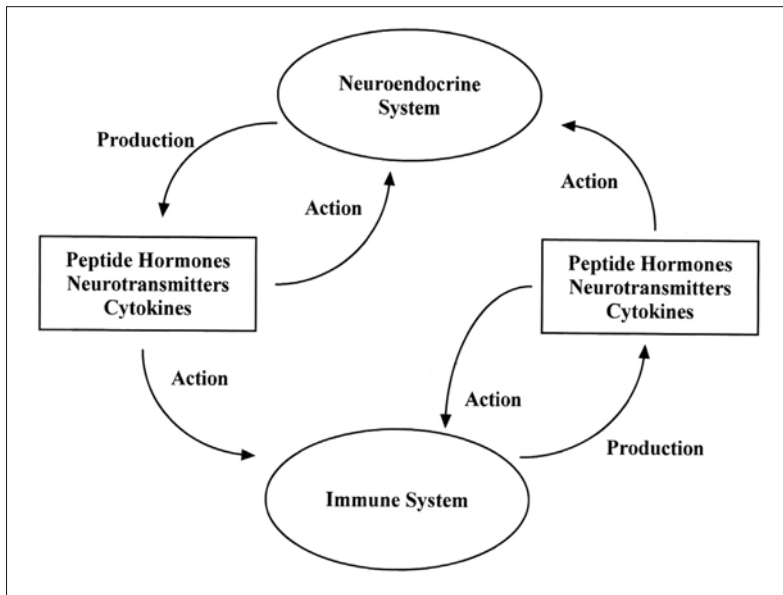 Neuroendocrine
System
Production
Action
Action
Peptide Hormones
Neurotransmitters
Cytokines
Peptide Hormones
Neurotransmitters
Cytokines
Action
Action
Production
Immune System